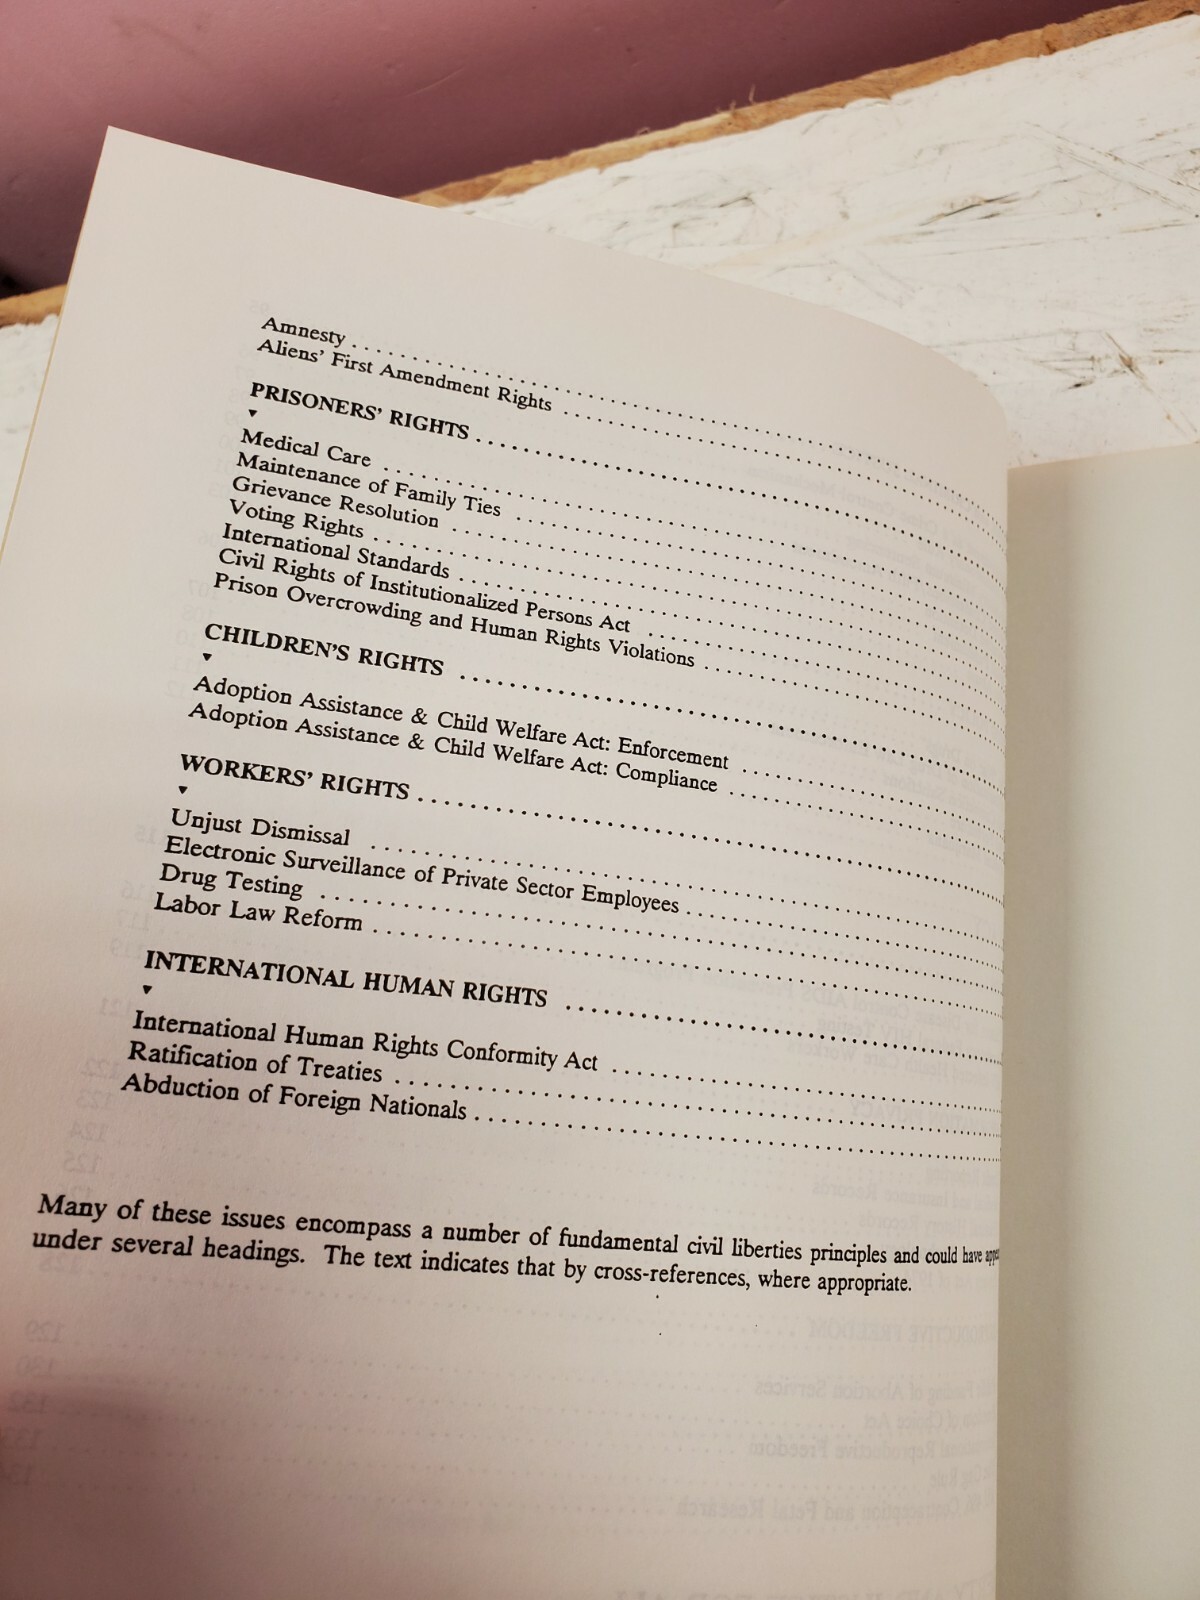 Amnesty
Aliens' First Amendment Rights
PRISONERS' RIGHTS
Medical Care
Maintenance of Family Ties
Grievance Resolution
Voting Rights
International Standards
Civil Rights of Institutionalized Persons Act
Prison Overcrowding and Human Rights Violations
CHILDREN'S RIGHTS
Adoption Assistance & Child Welfare Act: Enforcement
Adoption Assistance & Child Welfare Act: Compliance
WORKERS' RIGHTS
Unjust Dismissal
Electronic Surveillance of Private Sector Employees
Drug Testing
Labor Law Reform
INTERNATIONAL HUMAN RIGHTS
International Human Rights Conformity Act
Ratification of Treaties
Abduction of Foreign Nationals
Many of these issues encompass a number of fundamental civil liberties principles and could have
under several headings. The text indicates that by cross-references, where appropriate.